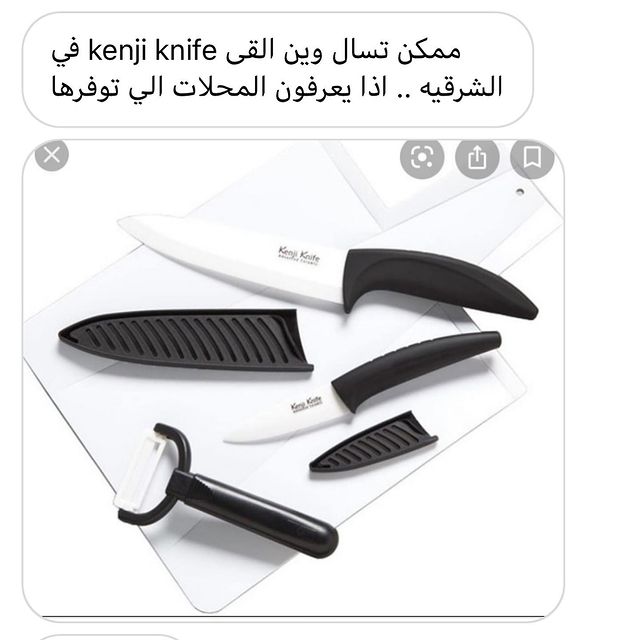 ممكن تسال وين القى kenji knife في
الشرقيه .. اذا يعرفون المحلات الي توفرها
Kenji Knife
Kenji Knife